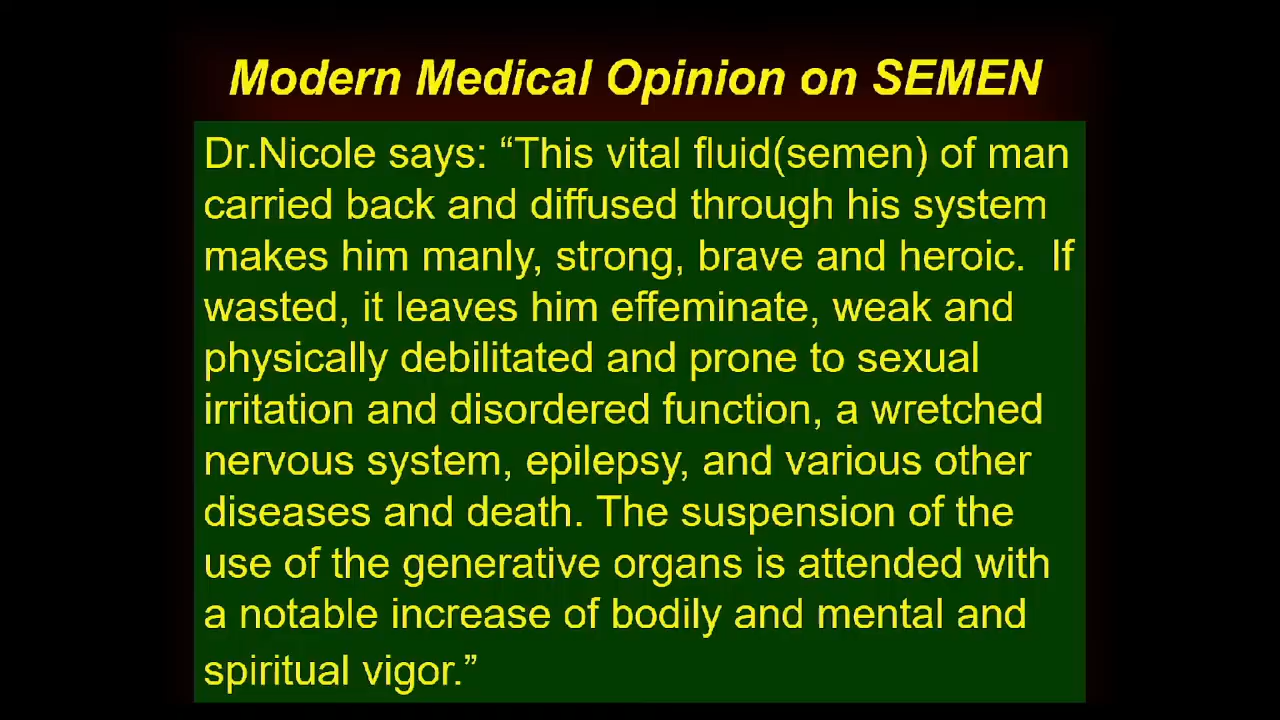 Modern Medical Opinion on SEMEN
Dr.Nicole says: “This vital fluid(semen) of man
carried back and diffused through his system
makes him manly, strong, brave and heroic.  If
wasted, it leaves him effeminate, weak and
physically debilitated and prone to sexual
irritation and disordered function, a wretched
nervous system, epilepsy, and various other
diseases and death. The suspension of the
use of the generative organs is attended with
a notable increase of bodily and mental and
spiritual vigor.”